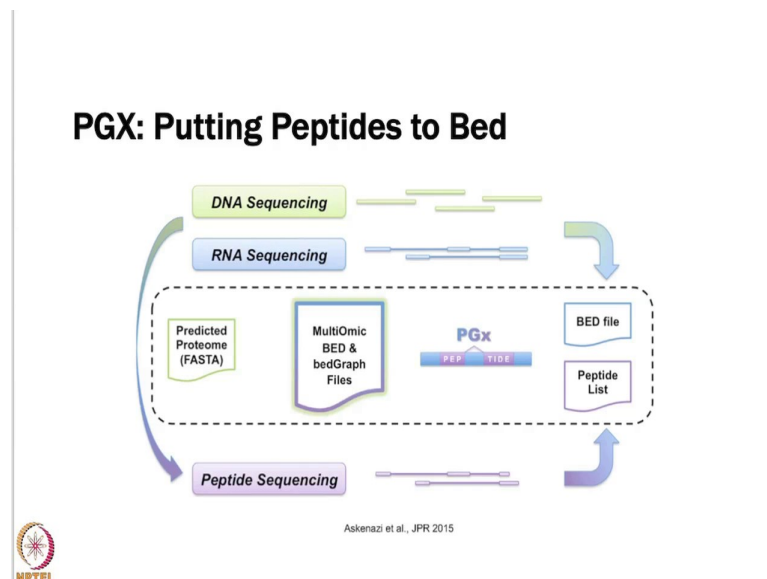 PGX: Putting Peptides to Bed
DNA Sequencing
RNA Sequencing
Predicted
Proteome
(FASTA)
MultiOmic
BED &
bedGraph
Files
PGx
PEP TIDE
BED file
Peptide
List
Peptide Sequencing
Askenazi et al., JPR 2015
NPTEL